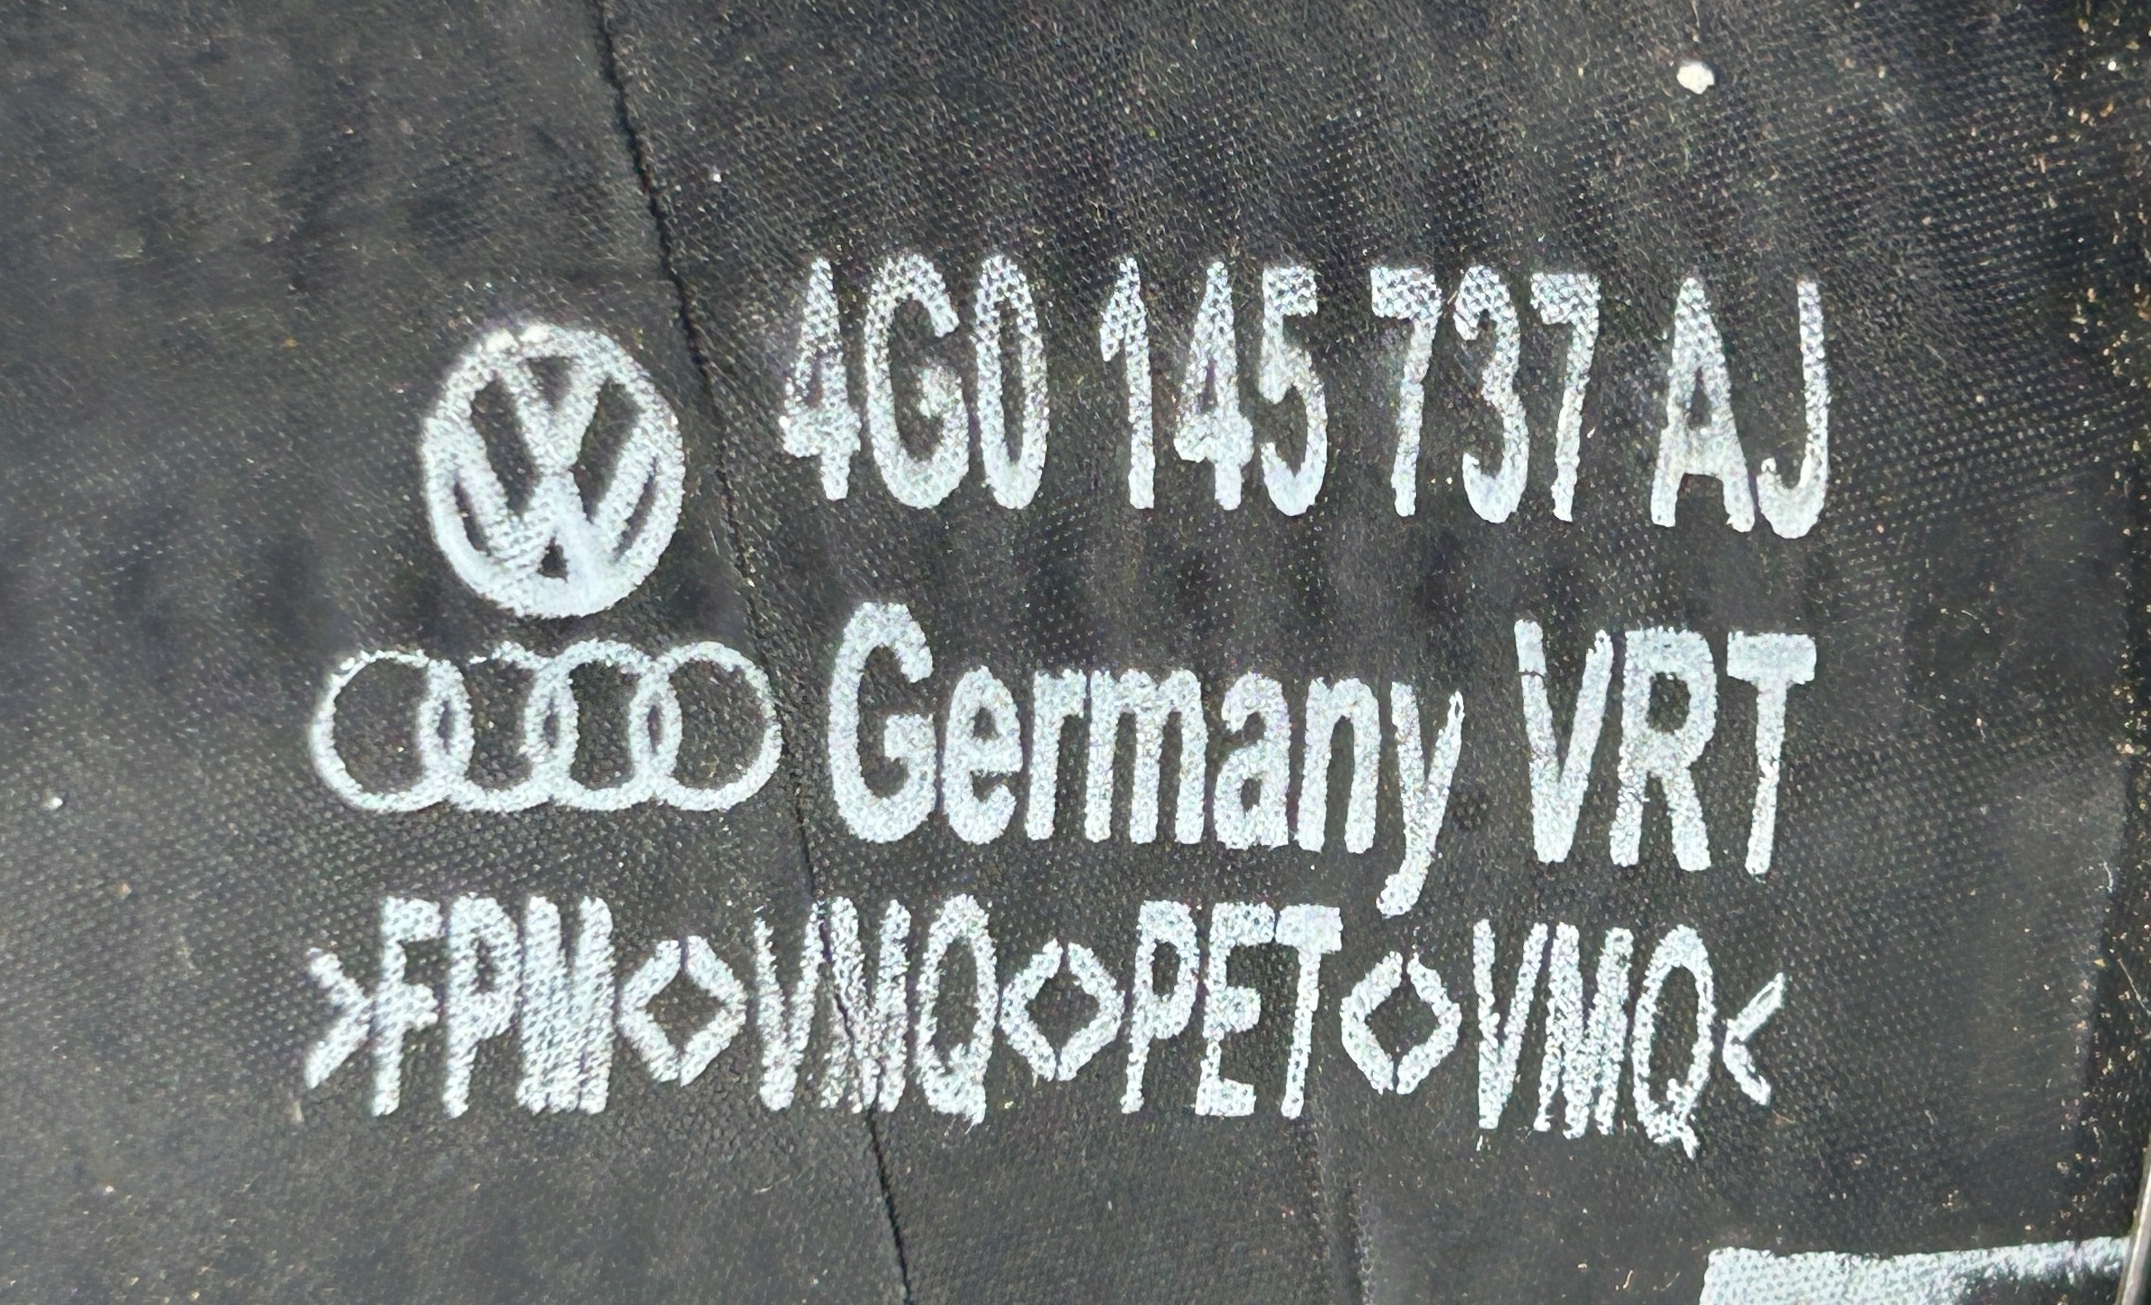 4G0 145 737 AJ
Germany VRT
>FPM<>VMQ<>PET<>VMQ<